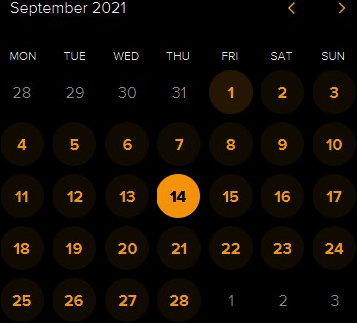 September 2021
MON TUE WED THU FRI SAT SUN
28 29 30 31 1 2 3
4 5 6 7 8 9 10
11 12 13 14 15 16 17
18 19 20 21 22 23 24
25 26 27 28 1 2 3